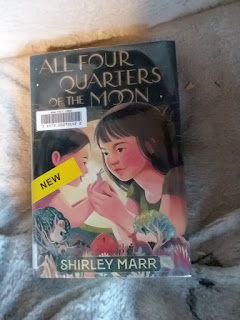 ALL FOUR
QUARTERS
OF THE MOON
NEW
SHIRLEY MARR